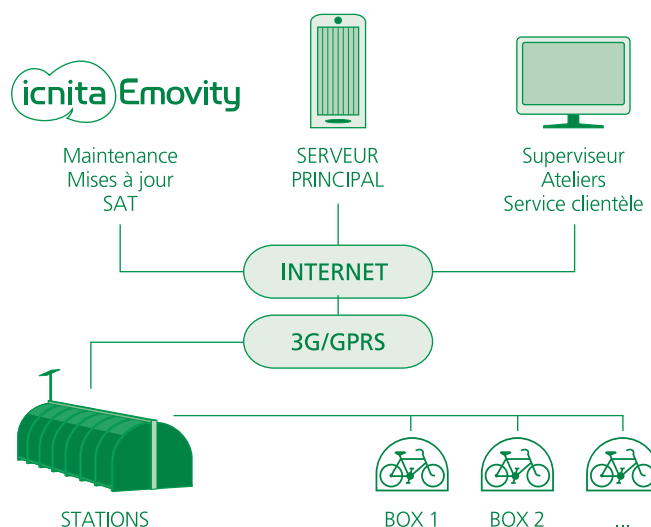 icnita Emovity
Maintenance
Mises à jour
SAT
SERVEUR
PRINCIPAL
Superviseur
Ateliers
Service clientèle
INTERNET
3G/GPRS
STATIONS
BOX 1
BOX 2
...